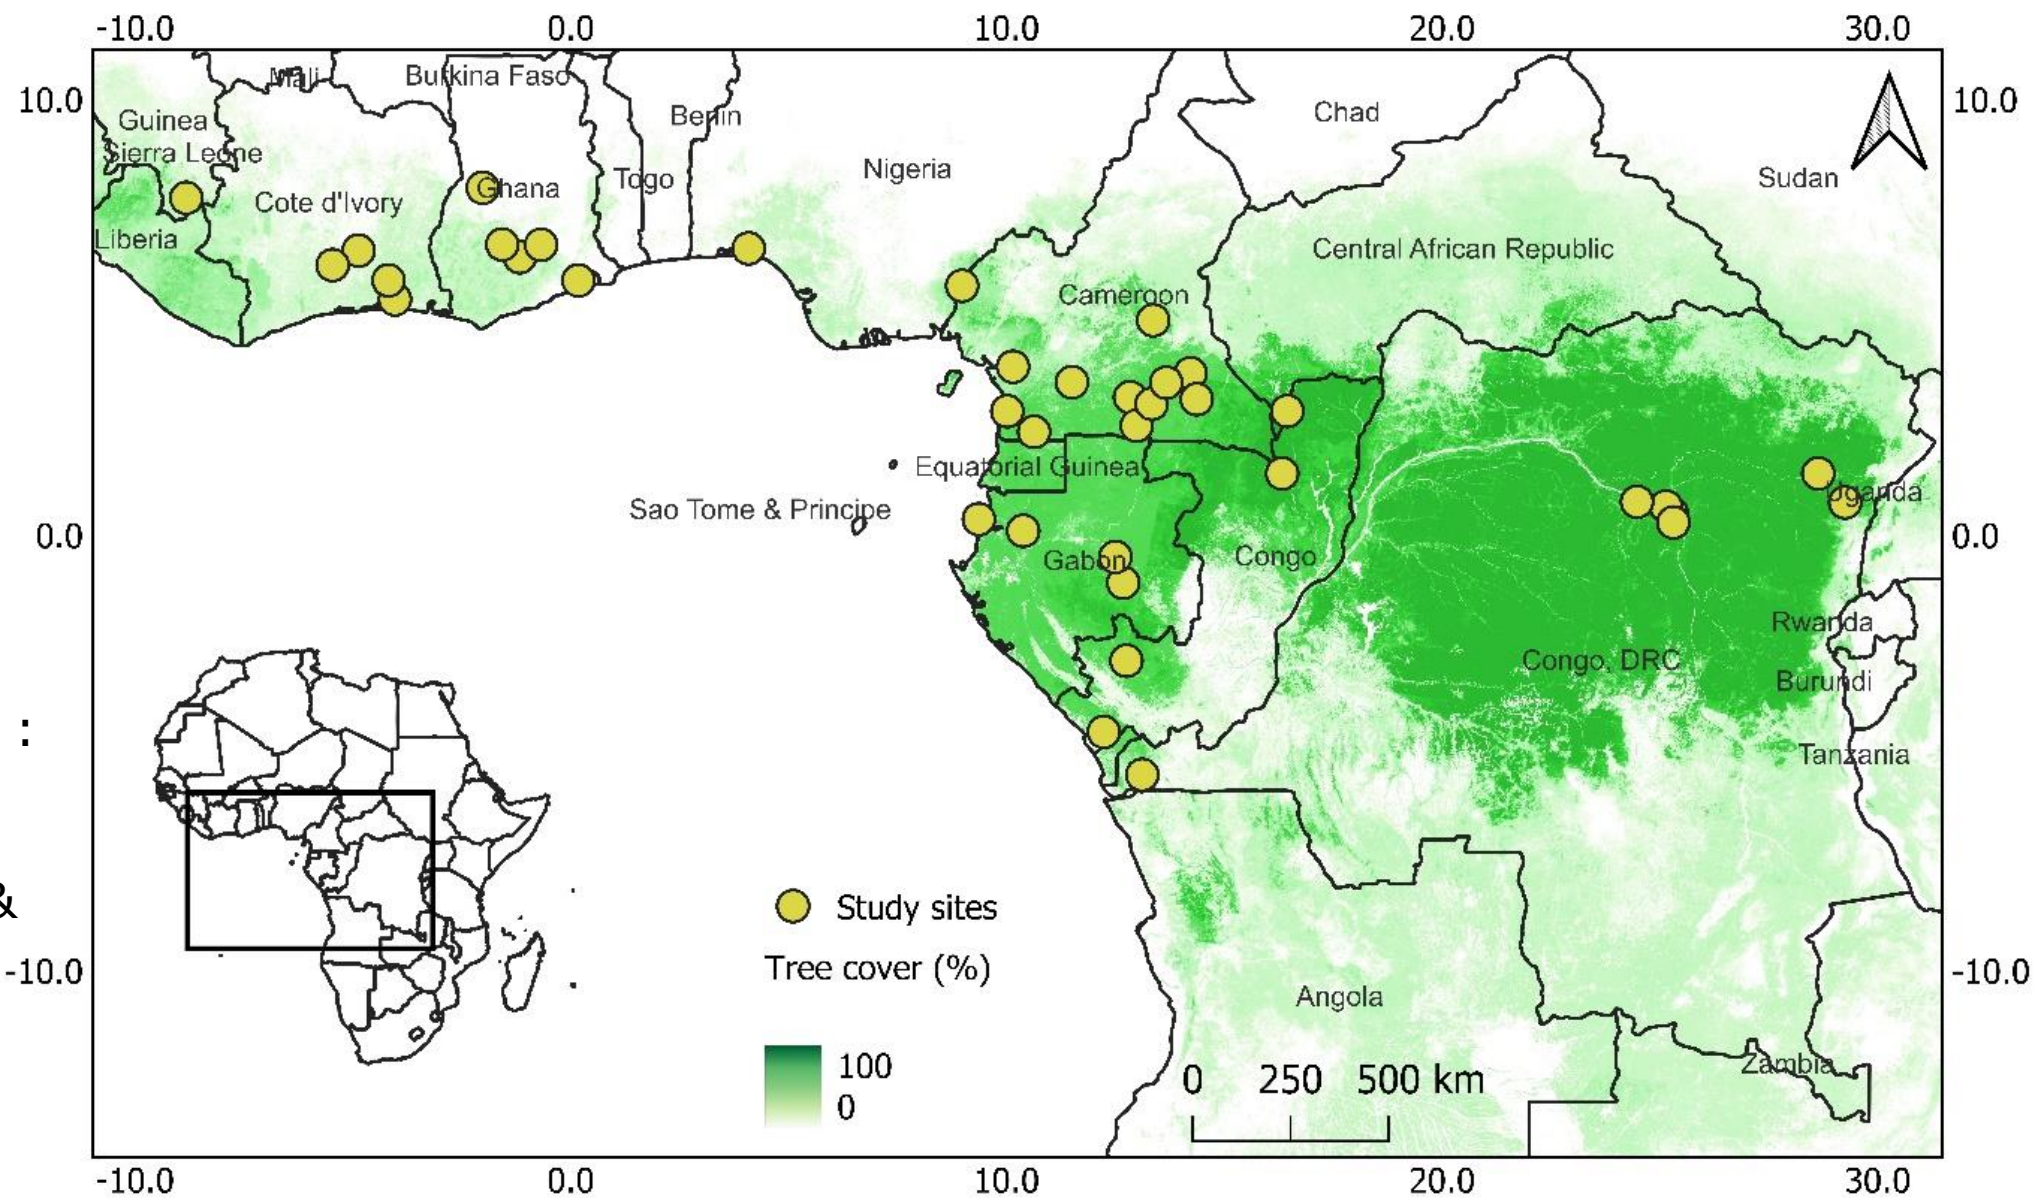 -10.0 0.0 10.0 20.0 30.0
Mali Burkina Faso
10.0 Guinea Benin Chad 10.0
Sierra Leone Togo Nigeria Sudan
Cote d'Ivory Ghana
Liberia Central African Republic
Cameroon
Equatorial Guinea
Sao Tome & Principe Uganda
0.0 Gabon Congo 0.0
Rwanda
Congo, DRC
Burundi
:
Tanzania
&
Study sites
Tree cover (%)
-10.0 -10.0
Angola
100 0 250 500 km Zambia
0
-10.0 0.0 10.0 20.0 30.0